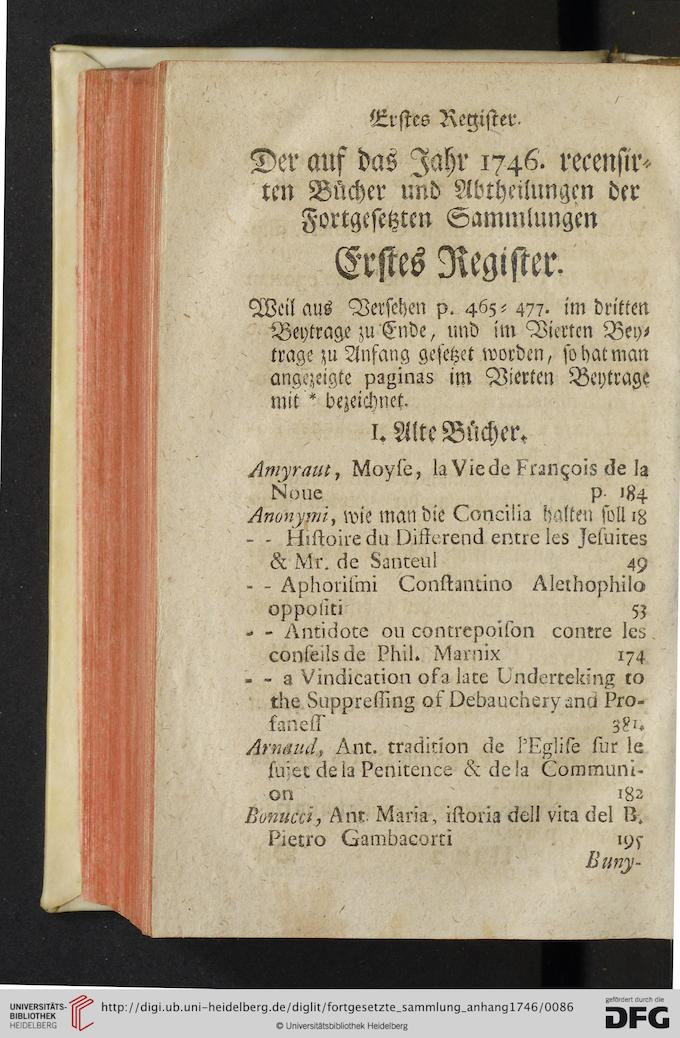 Erstes Register.
Der auf das Jahr 1746. recensir-
ten Bücher und Abtheilungen der
Fortgesetzten Sammlungen
Erstes Register.
Weil aus Versehen p. 465-477. im dritten
Beytrage zu Ende, und im Vierten Bey-
trage zu Anfang gesetzet worden, so hat man
angezeigte paginas im Vierten Beytrage
mit * bezeichnet.
I. Alte Bücher.
Amyraut, Moyſe, la Vie de François de la
Noue p. 184
Anonymi, wie man die Concilia halten soll 18
- - Hiſtoire du Differend entre les Jeſuites
& Mr. de Santeul 49
- - Aphoriſmi Conſtantino Alethophilo
oppoſiti 53
- - Antidote ou contrepoiſon contre les
conſeils de Phil. Marnix 174
- - a Vindication of a late Underteking to
the Suppreſſing of Debauchery and Pro-
faneſſ 381.
Arnaud, Ant. tradition de l'Egliſe ſur le
ſujet de la Penitence & de la Communi-
on 182
Bonucci, Ant. Maria, iſtoria dell vita del B.
Pietro Gambacorti 195
Buny-
UNIVERSITÄTS-
BIBLIOTHEK
HEIDELBERG
http://digi.ub.uni-heidelberg.de/diglit/fortgesetzte_sammlung_anhang1746/0086
© Universitätsbibliothek Heidelberg
gefördert durch die
DFG